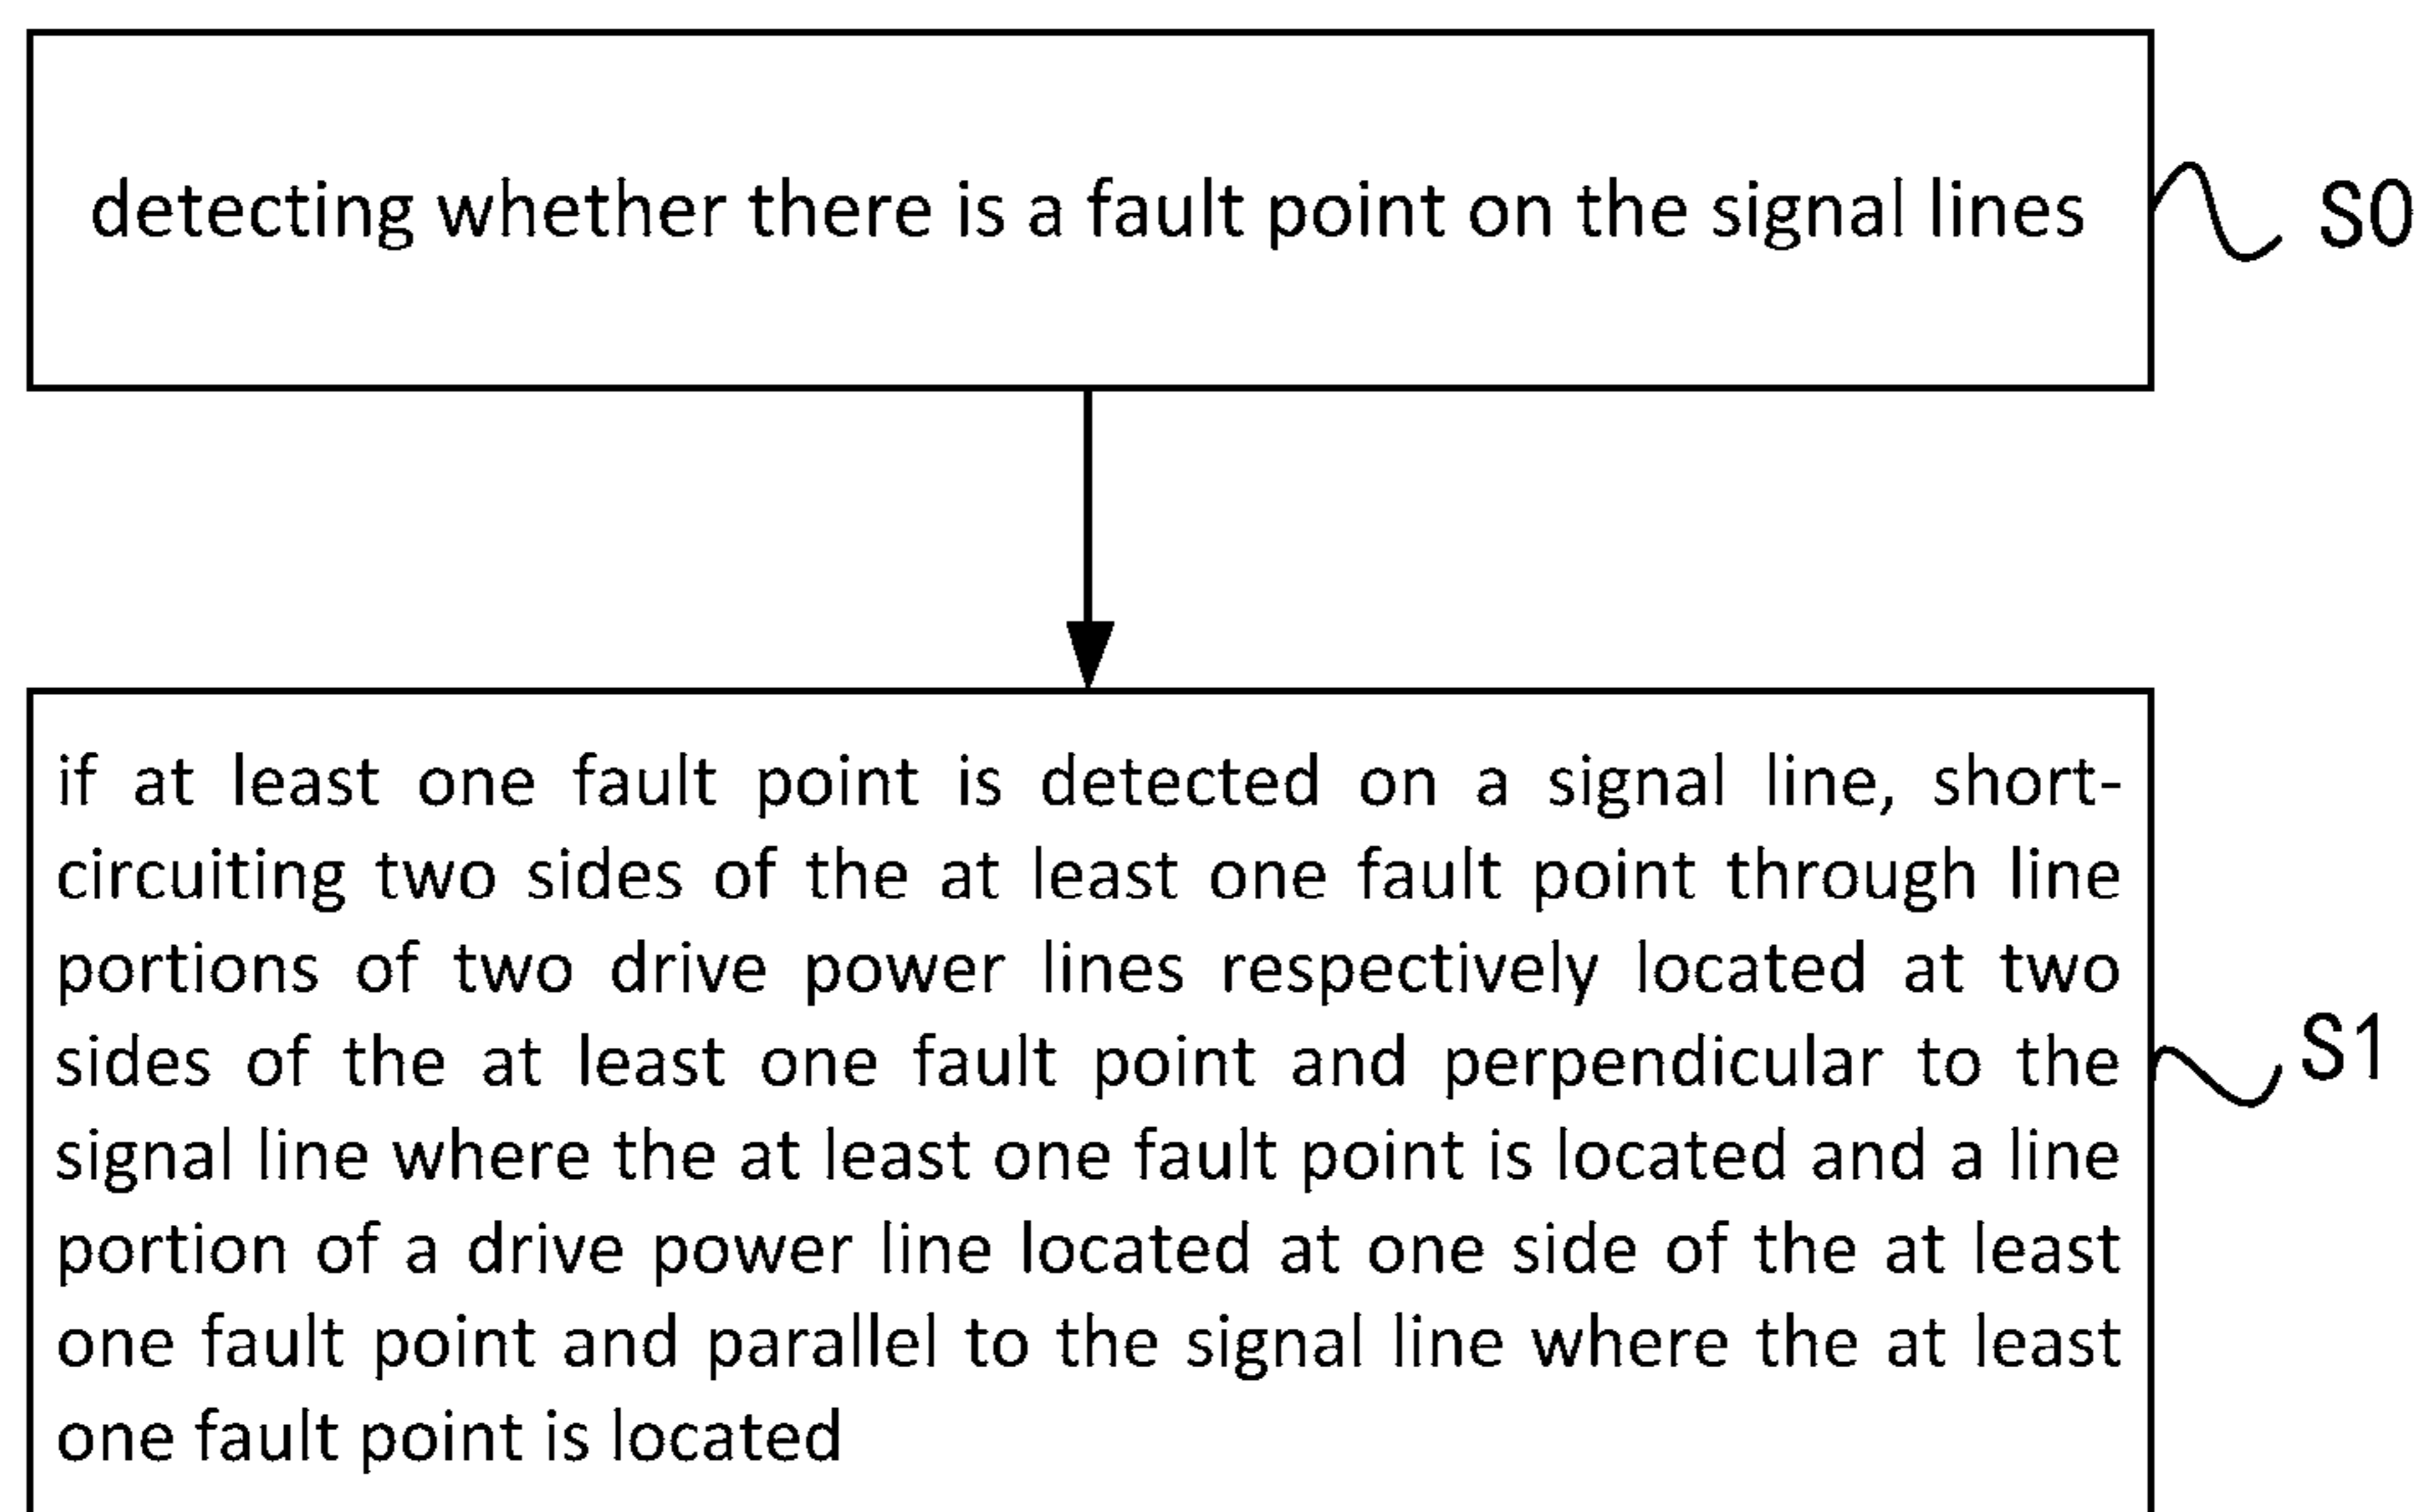 detecting whether there is a fault point on the signal lines
S0
if at least one fault point is detected on a signal line, short-
circuiting two sides of the at least one fault point through line
portions of two drive power lines respectively located at two
sides of the at least one fault point and perpendicular to the
signal line where the at least one fault point is located and a line
portion of a drive power line located at one side of the at least
one fault point and parallel to the signal line where the at least
one fault point is located
S1